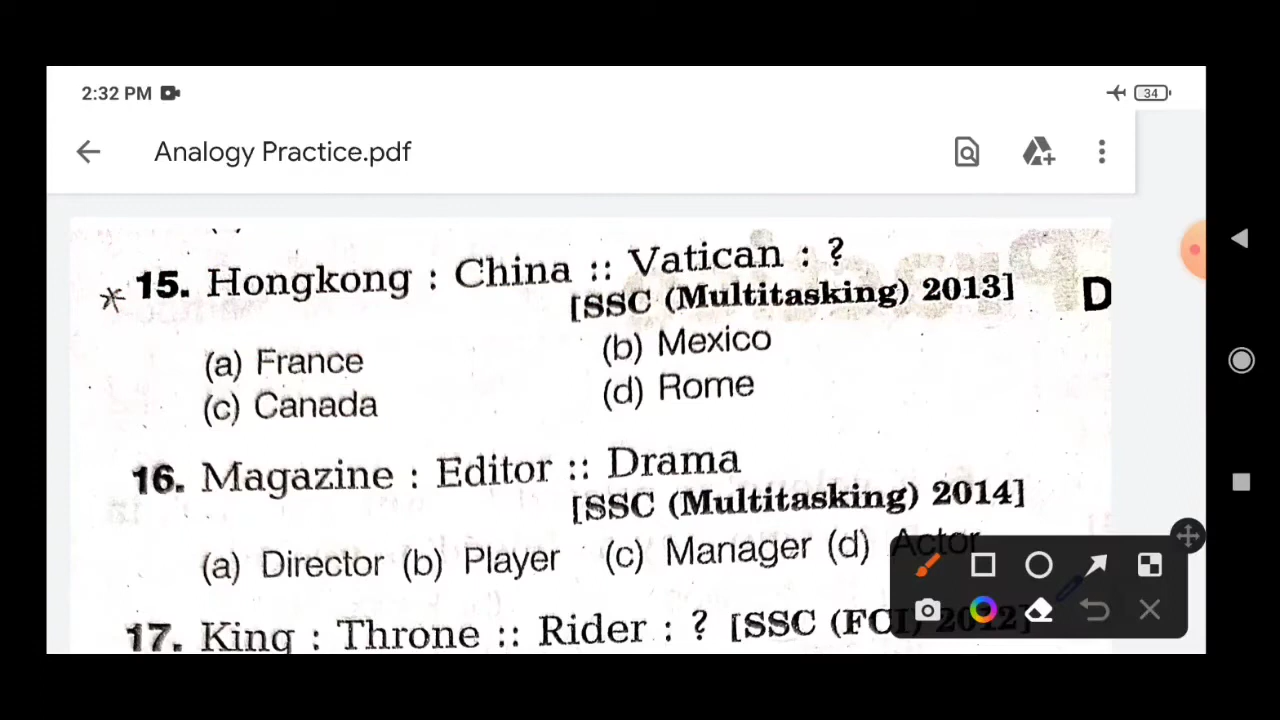 2:32 PM
34
Analogy Practice.pdf
* 15. Hongkong : China :: Vatican : ?
[SSC (Multitasking) 2013]
D
(a) France (b) Mexico
(c) Canada (d) Rome
16. Magazine : Editor :: Drama
[SSC (Multitasking) 2014]
(a) Director (b) Player (c) Manager (d) Actor
17. King : Throne :: Rider : ? [SSC (FCI) 2012]